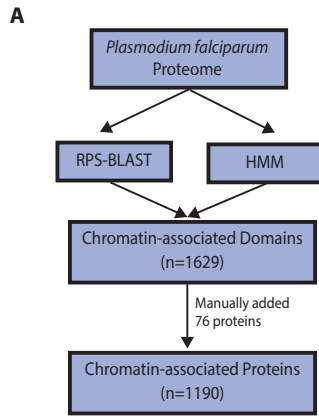 A
Plasmodium falciparum
Proteome
RPS-BLAST
HMM
Chromatin-associated Domains
(n=1629)
Manually added
76 proteins
Chromatin-associated Proteins
(n=1190)